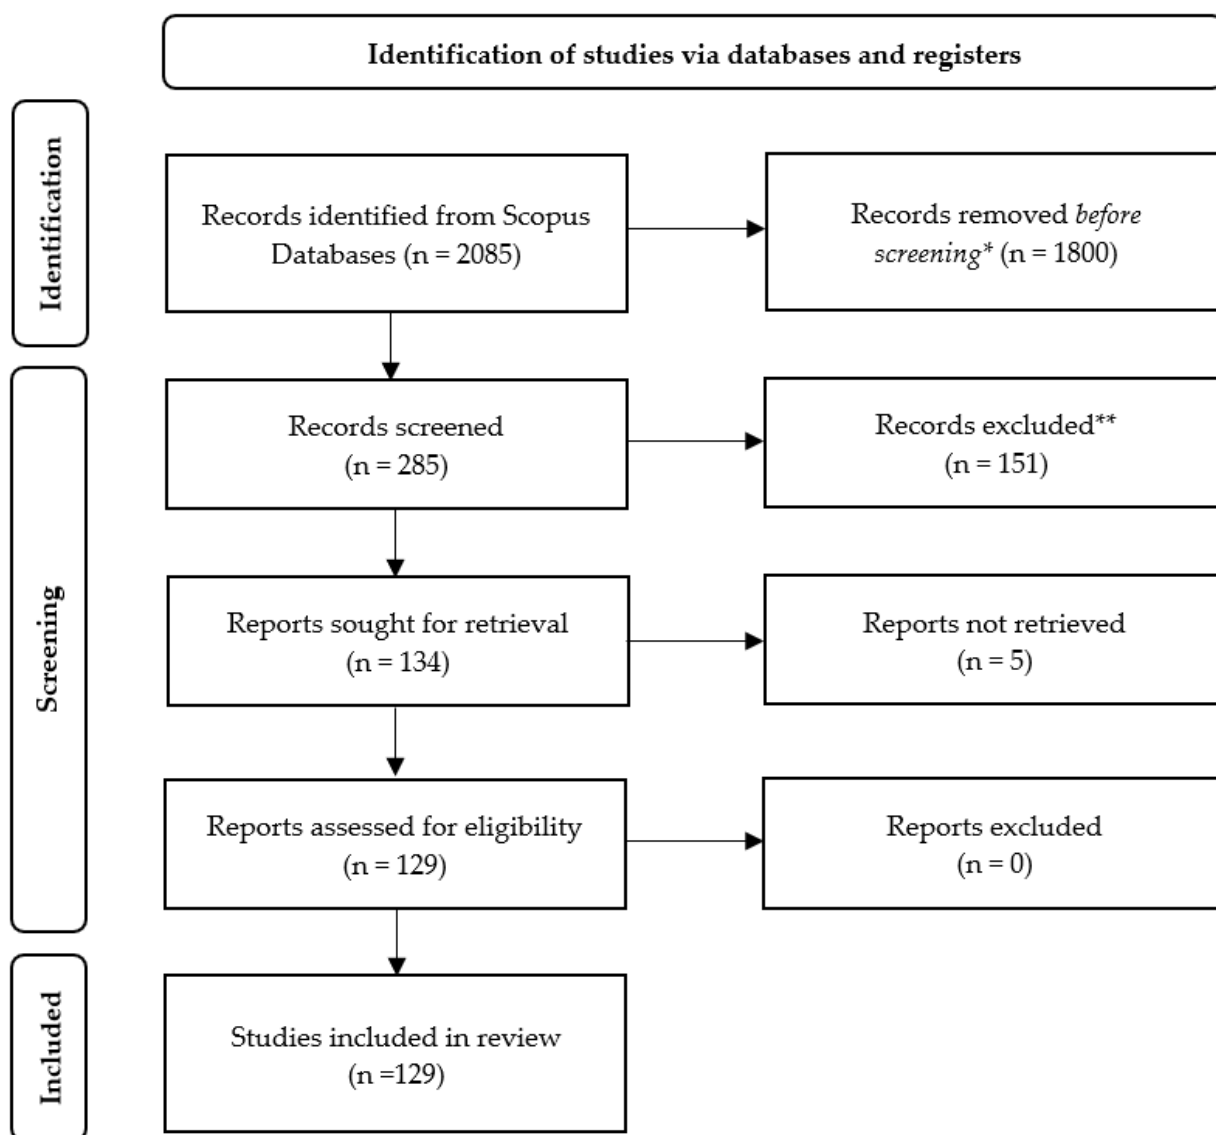 Identification of studies via databases and registers
Identification
Records identified from Scopus
Databases (n = 2085)
Records removed before
screening* (n = 1800)
Screening
Records screened
(n = 285)
Records excluded**
(n = 151)
Reports sought for retrieval
(n = 134)
Reports not retrieved
(n = 5)
Reports assessed for eligibility
(n = 129)
Reports excluded
(n = 0)
Included
Studies included in review
(n =129)